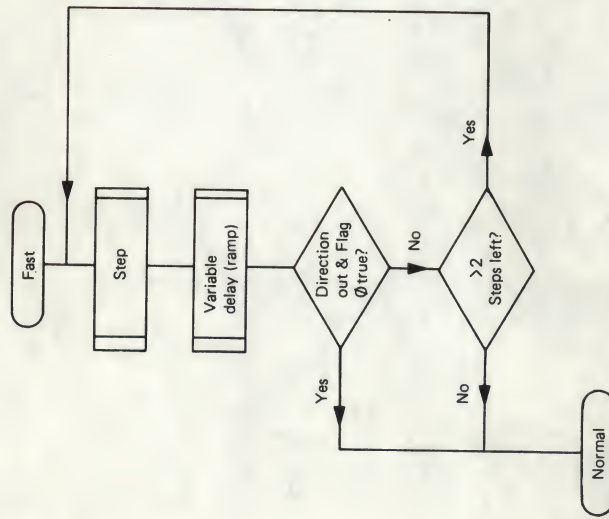 Fast
Step
Variable
delay (ramp)
Direction
out & Flag
Ø true?
Yes
No
>2
Steps left?
Yes
No
Normal